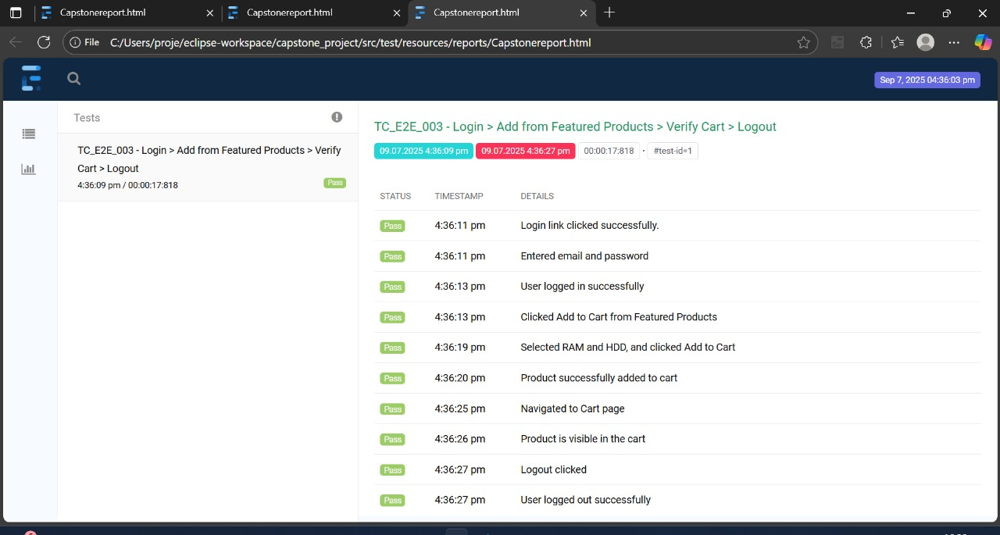 Capstonereport.html
Capstonereport.html
Capstonereport.html
File C:/Users/proje/eclipse-workspace/capstone_project/src/test/resources/reports/Capstonereport.html
Sep 7, 2025 04:36:03 pm
Tests
TC_E2E_003 - Login > Add from Featured Products > Verify
Cart > Logout
4:36:09 pm / 00:00:17:818
Pass
TC_E2E_003 - Login > Add from Featured Products > Verify Cart > Logout
09.07.2025 4:36:09 pm 09.07.2025 4:36:27 pm 00:00:17:818 · #test-id=1
STATUS TIMESTAMP DETAILS
Pass 4:36:11 pm Login link clicked successfully.
Pass 4:36:11 pm Entered email and password
Pass 4:36:13 pm User logged in successfully
Pass 4:36:13 pm Clicked Add to Cart from Featured Products
Pass 4:36:19 pm Selected RAM and HDD, and clicked Add to Cart
Pass 4:36:20 pm Product successfully added to cart
Pass 4:36:25 pm Navigated to Cart page
Pass 4:36:26 pm Product is visible in the cart
Pass 4:36:27 pm Logout clicked
Pass 4:36:27 pm User logged out successfully